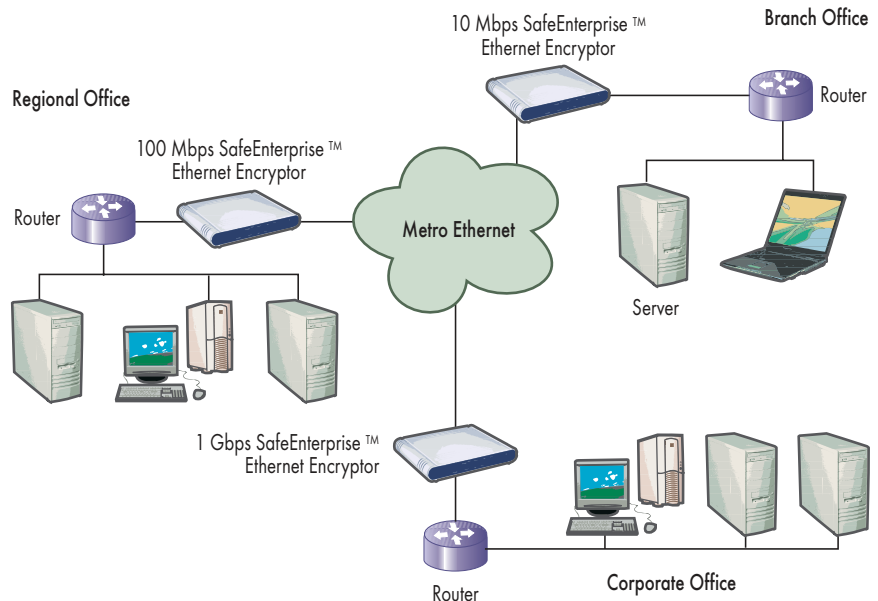 10 Mbps SafeEnterprise ™
Ethernet Encryptor
Branch Office
Router
Regional Office
100 Mbps SafeEnterprise ™
Ethernet Encryptor
Router
Metro Ethernet
Server
1 Gbps SafeEnterprise ™
Ethernet Encryptor
Router
Corporate Office